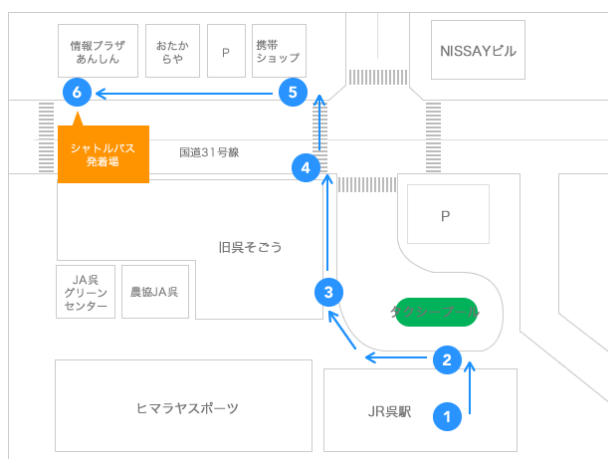 情報プラザ
あんしん
おたか
らや
P
携帯
ショップ
NISSAYビル
6
5
シャトルバス
発着場
国道31号線
4
P
旧呉そごう
JA呉
グリーン
センター
農協JA呉
3
タクシープール
2
ヒマラヤスポーツ
JR呉駅
1